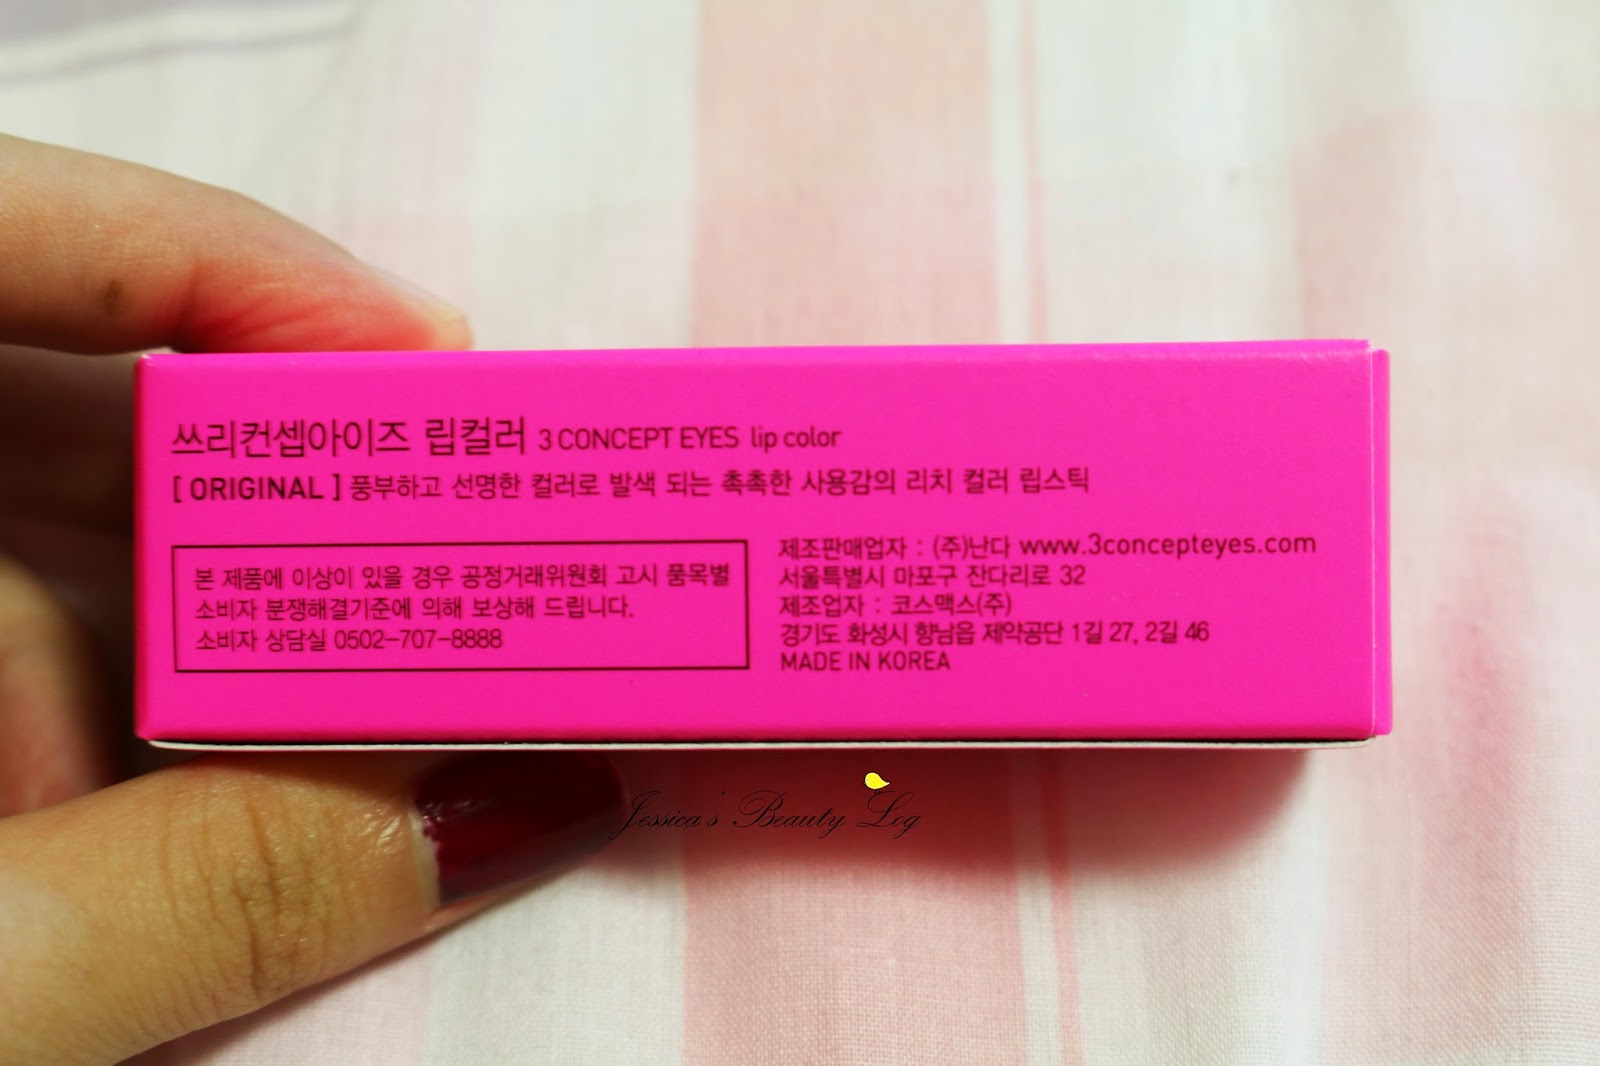 쓰리컨셉아이즈 립컬러 3 CONCEPT EYES lip color
[ ORIGINAL ] 풍부하고 선명한 컬러로 발색 되는 촉촉한 사용감의 리치 컬러 립스틱
본 제품에 이상이 있을 경우 공정거래위원회 고시 품목별
소비자 분쟁해결기준에 의해 보상해 드립니다.
소비자 상담실 0502-707-8888
제조판매업자 : (주)난다 www.3concepteyes.com
서울특별시 마포구 잔다리로 32
제조업자 : 코스맥스(주)
경기도 화성시 향남읍 제약공단 1길 27, 2길 46
MADE IN KOREA
Jessica's Beauty Log